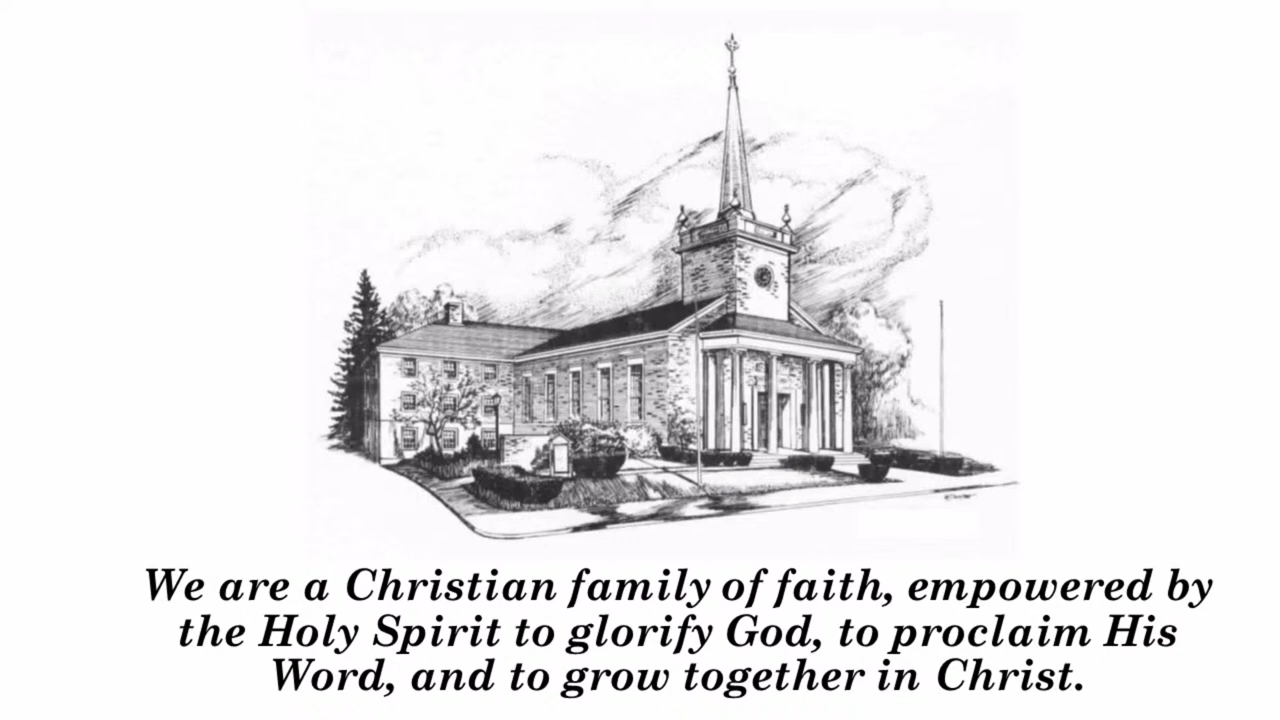 We are a Christian family of faith, empowered by
the Holy Spirit to glorify God, to proclaim His
Word, and to grow together in Christ.